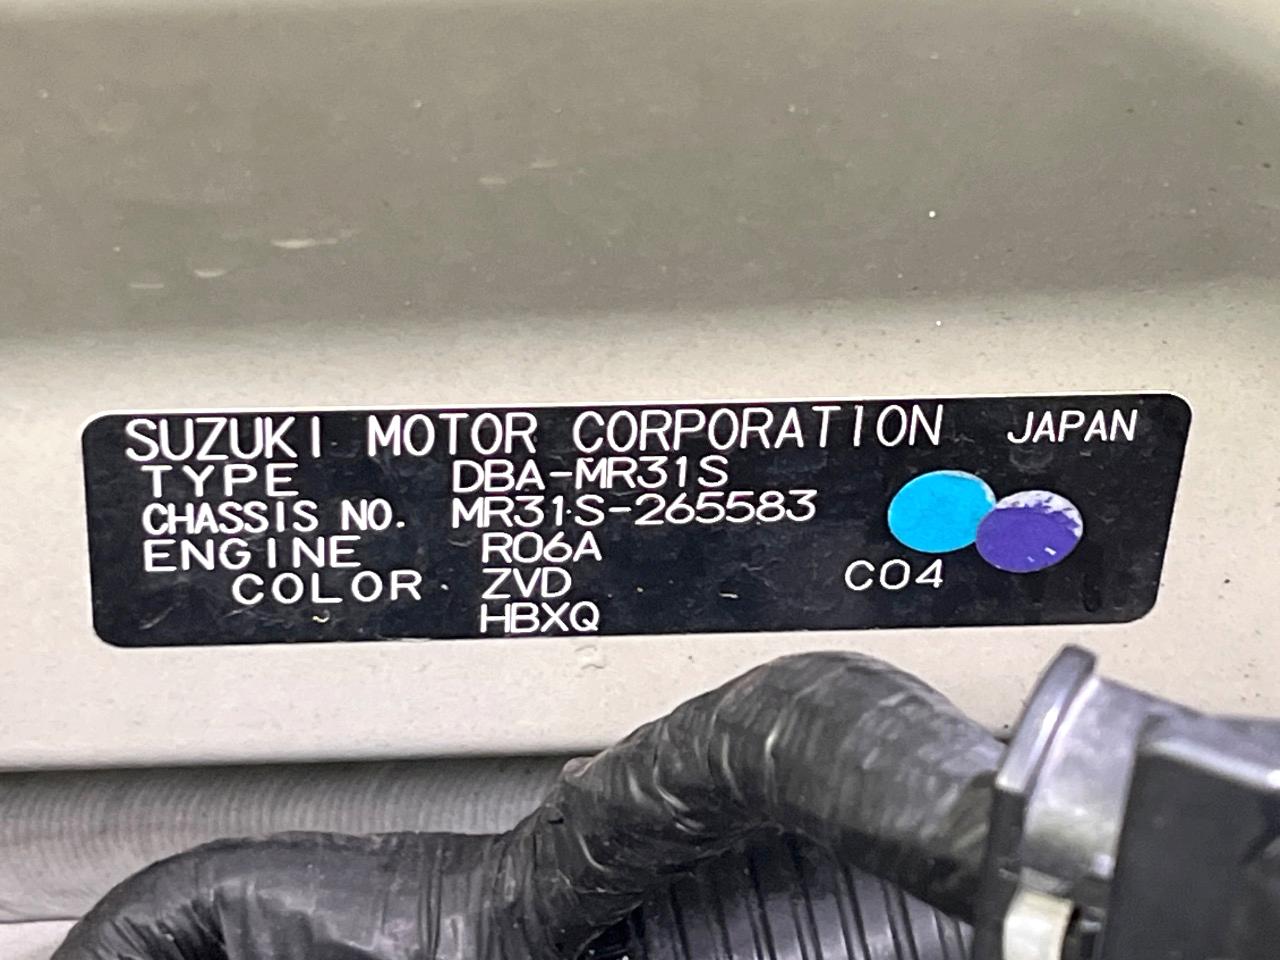 SUZUKI MOTOR CORPORATION JAPAN
TYPE DBA-MR31S
CHASSIS NO. MR31S-265583
ENGINE R06A
COLOR ZVD C04
HBXQ